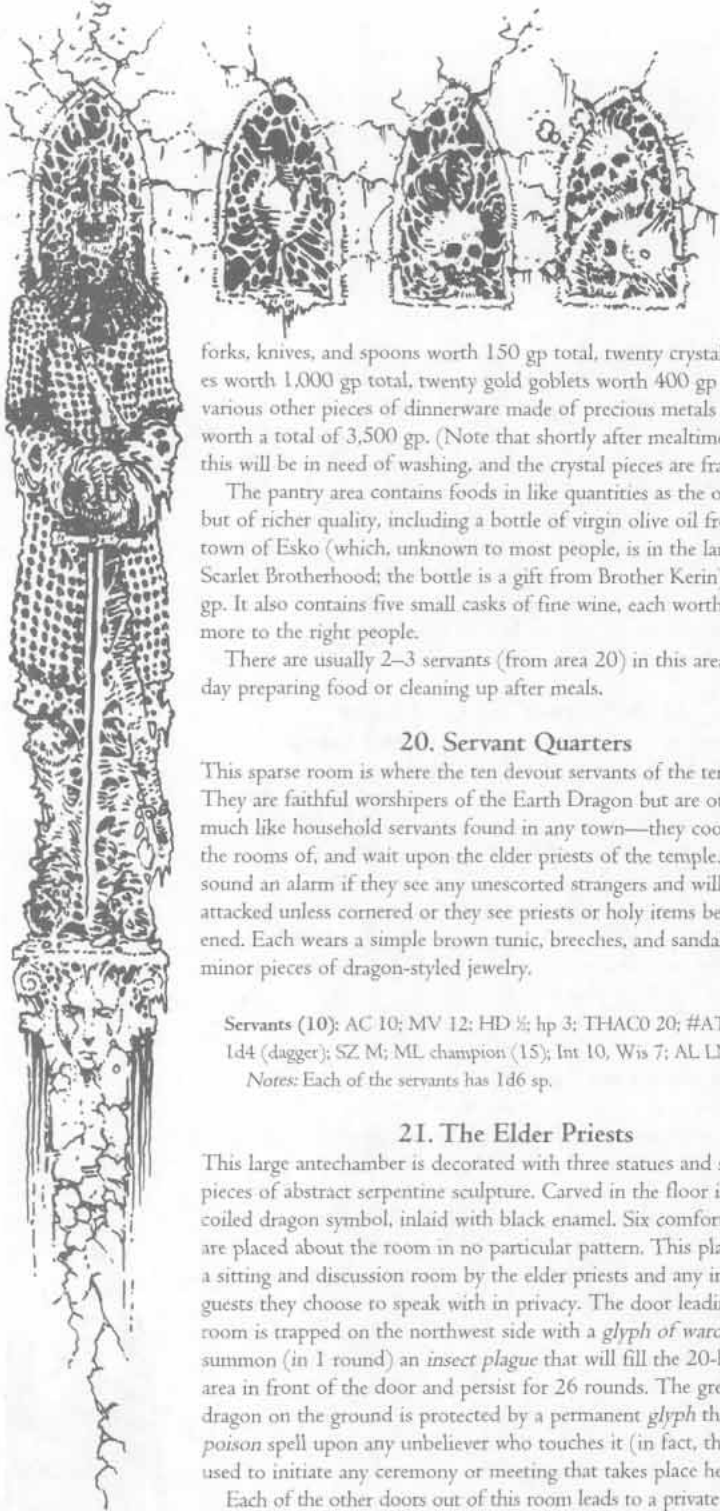 forks, knives, and spoons worth 150 gp total, twenty crystal
es worth 1,000 gp total, twenty gold goblets worth 400 gp
various other pieces of dinnerware made of precious metals
worth a total of 3,500 gp. (Note that shortly after mealtime
this will be in need of washing, and the crystal pieces are fra
The pantry area contains foods in like quantities as the o
but of richer quality, including a bottle of virgin olive oil fr
town of Esko (which, unknown to most people, is in the lan
Scarlet Brotherhood; the bottle is a gift from Brother Kerin)
gp. It also contains five small casks of fine wine, each worth
more to the right people.
There are usually 2–3 servants (from area 20) in this area
day preparing food or cleaning up after meals.
20. Servant Quarters
This sparse room is where the ten devout servants of the ter
They are faithful worshipers of the Earth Dragon but are ot
much like household servants found in any town—they coo
the rooms of, and wait upon the elder priests of the temple.
sound an alarm if they see any unescorted strangers and will
attacked unless cornered or they see priests or holy items be
ened. Each wears a simple brown tunic, breeches, and sanda
minor pieces of dragon-styled jewelry.
Servants (10): AC 10; MV 12; HD ½; hp 3; THAC0 20; #AT
1d4 (dagger); SZ M; ML champion (15); Int 10, Wis 7; AL LN
Notes: Each of the servants has 1d6 sp.
21. The Elder Priests
This large antechamber is decorated with three statues and s
pieces of abstract serpentine sculpture. Carved in the floor i
coiled dragon symbol, inlaid with black enamel. Six comfor
are placed about the room in no particular pattern. This pla
a sitting and discussion room by the elder priests and any in
guests they choose to speak with in privacy. The door leadin
room is trapped on the northwest side with a glyph of ward
summon (in 1 round) an insect plague that will fill the 20-
area in front of the door and persist for 26 rounds. The gre
dragon on the ground is protected by a permanent glyph th
poison spell upon any unbeliever who touches it (in fact, th
used to initiate any ceremony or meeting that takes place he
Each of the other doors out of this room leads to a private